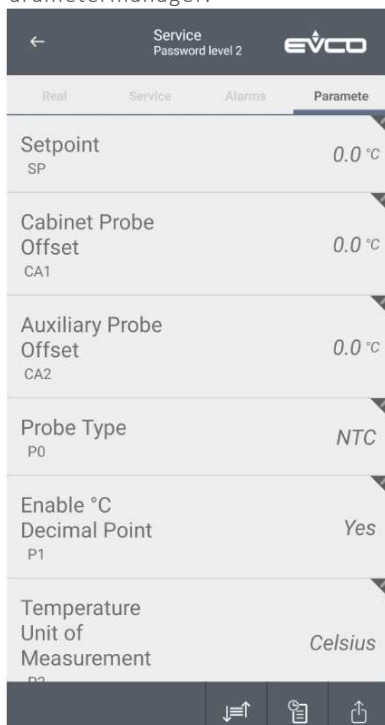 Service
Password level 2
EVCO
Real Service Alarms Paramete
Setpoint
SP
0.0 °C
Cabinet Probe
Offset
CA1
0.0 °C
Auxiliary Probe
Offset
CA2
0.0 °C
Probe Type
P0
NTC
Enable °C
Decimal Point
P1
Yes
Temperature
Unit of
Measurement
P2
Celsius